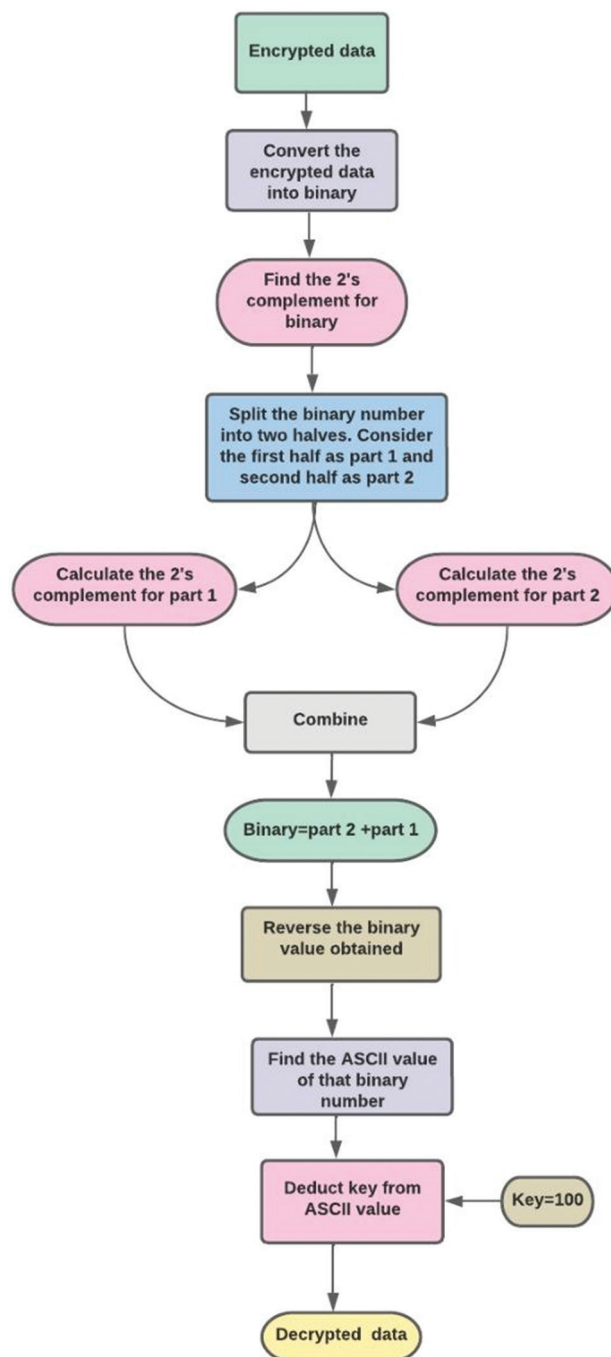 Encrypted data
Convert the
encrypted data
into binary
Find the 2's
complement for
binary
Split the binary number
into two halves. Consider
the first half as part 1 and
second half as part 2
Calculate the 2's
complement for part 1
Calculate the 2's
complement for part 2
Combine
Binary=part 2 +part 1
Reverse the binary
value obtained
Find the ASCII value
of that binary
number
Deduct key from
ASCII value
Key=100
Decrypted data